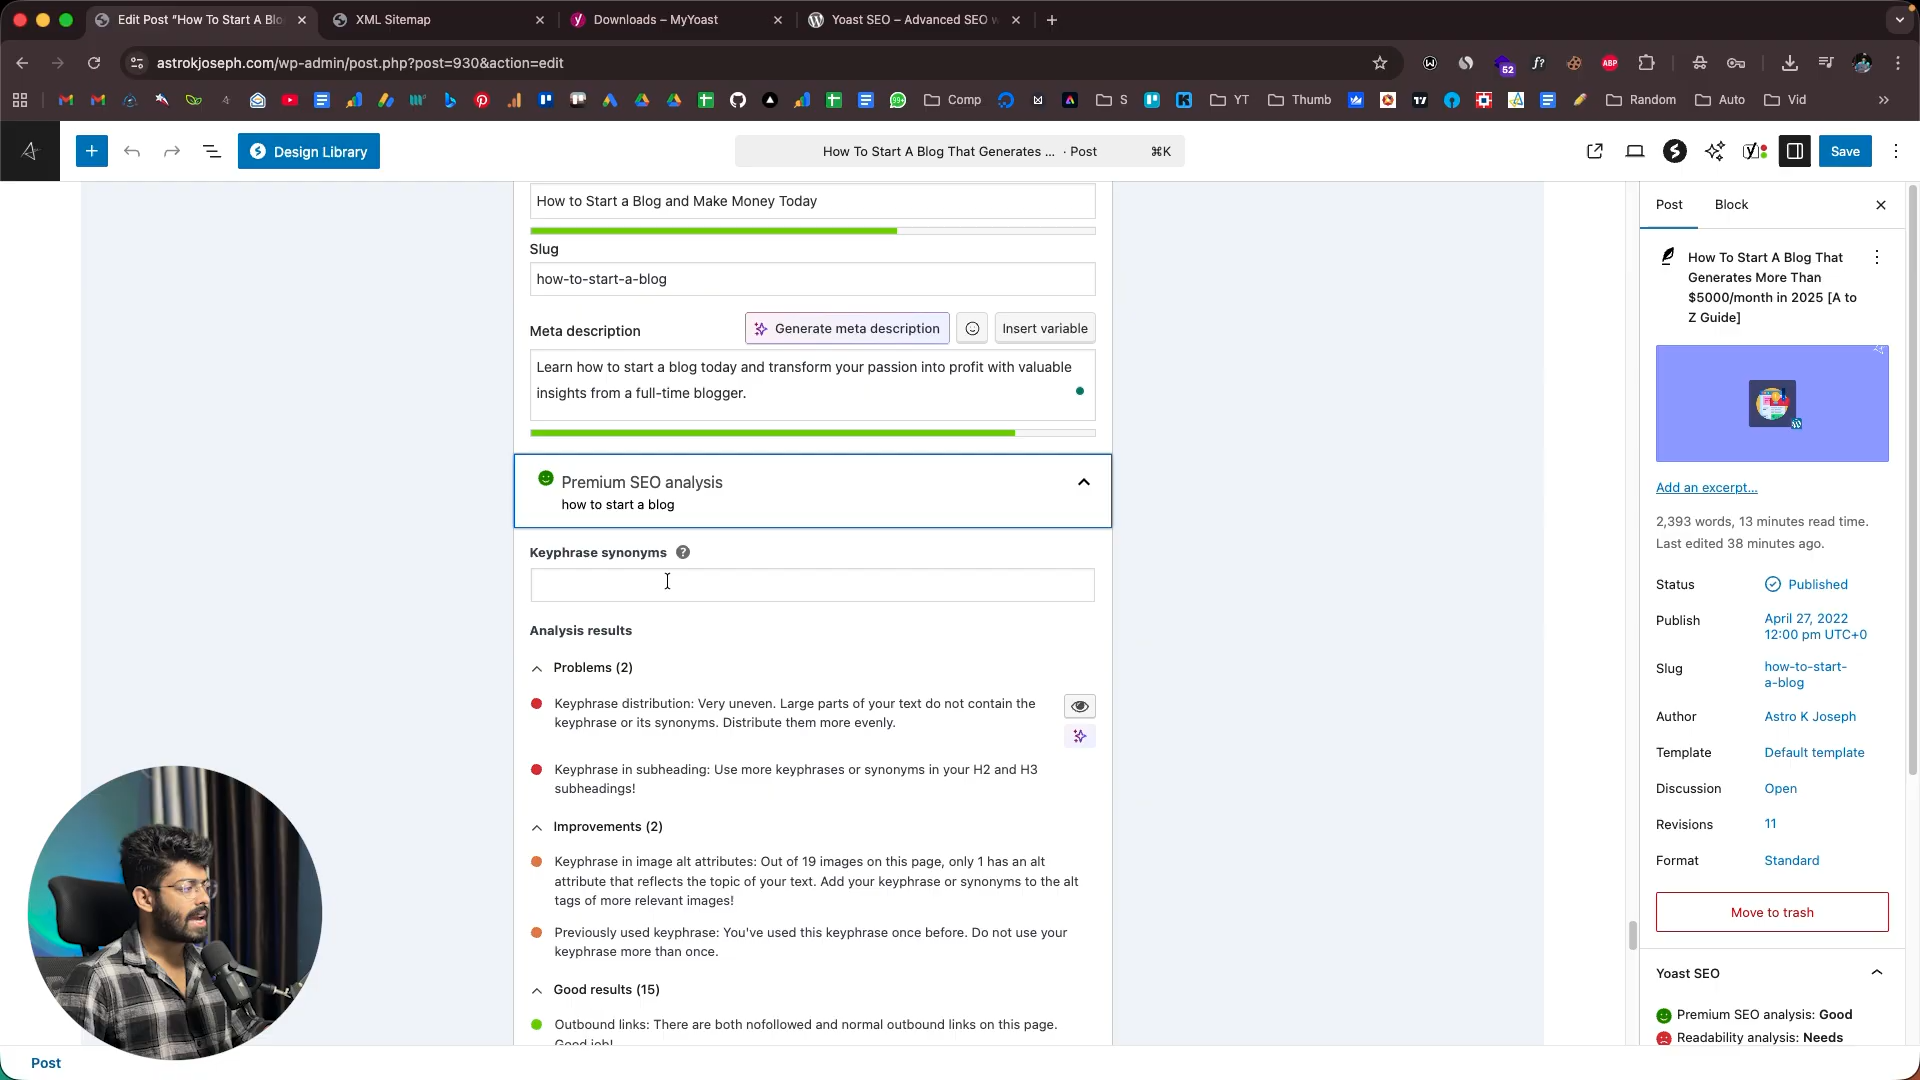 Edit Post "How To Start A Blo
XML Sitemap
Downloads – MyYoast
Yoast SEO – Advanced SEO w
astrokjoseph.com/wp-admin/post.php?post=930&action=edit
52
f?
ABP
Comp
S
YT
Thumb
Random
Auto
Vid
Design Library
How To Start A Blog That Generates ... · Post
⌘K
Save
How to Start a Blog and Make Money Today
Slug
how-to-start-a-blog
Meta description
Generate meta description
Insert variable
Learn how to start a blog today and transform your passion into profit with valuable
insights from a full-time blogger.
Premium SEO analysis
how to start a blog
Keyphrase synonyms
Analysis results
Problems (2)
Keyphrase distribution: Very uneven. Large parts of your text do not contain the
keyphrase or its synonyms. Distribute them more evenly.
Keyphrase in subheading: Use more keyphrases or synonyms in your H2 and H3
subheadings!
Improvements (2)
Keyphrase in image alt attributes: Out of 19 images on this page, only 1 has an alt
attribute that reflects the topic of your text. Add your keyphrase or synonyms to the alt
tags of more relevant images!
Previously used keyphrase: You've used this keyphrase once before. Do not use your
keyphrase more than once.
Good results (15)
Outbound links: There are both nofollowed and normal outbound links on this page.
Good job!
Post
Post
Block
How To Start A Blog That
Generates More Than
$5000/month in 2025 [A to
Z Guide]
Add an excerpt...
2,393 words, 13 minutes read time.
Last edited 38 minutes ago.
Status
Published
Publish
April 27, 2022
12:00 pm UTC+0
Slug
how-to-start-
a-blog
Author
Astro K Joseph
Template
Default template
Discussion
Open
Revisions
11
Format
Standard
Move to trash
Yoast SEO
Premium SEO analysis: Good
Readability analysis: Needs